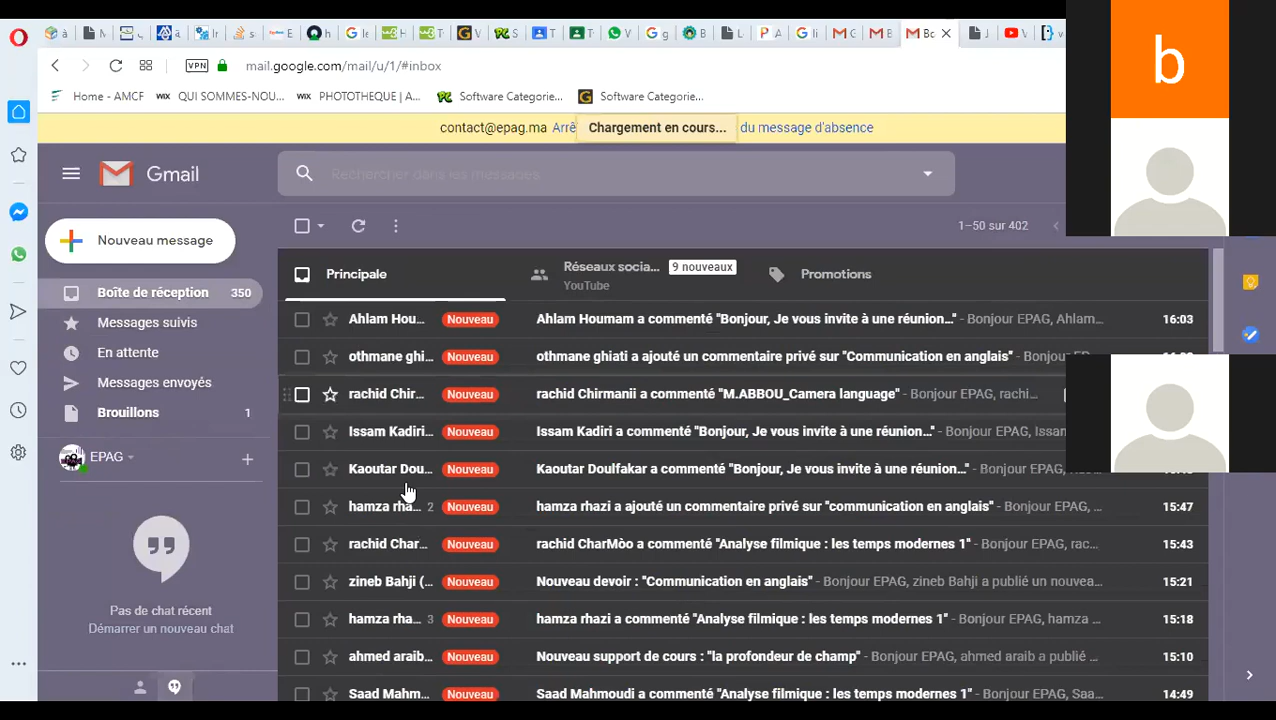 VPN mail.google.com/mail/u/1/#inbox
Home - AMCF WIX QUI SOMMES-NOU... WIX PHOTOTHEQUE | A... Software Categorie... Software Categorie...
contact@epag.ma Arrê Chargement en cours... du message d'absence
Gmail
Rechercher dans les messages
Nouveau message
1–50 sur 402
Principale
Réseaux socia... 9 nouveaux
YouTube
Promotions
Boîte de réception 350
Messages suivis
En attente
Messages envoyés
Brouillons 1
EPAG
Pas de chat récent
Démarrer un nouveau chat
Ahlam Hou... Nouveau Ahlam Houmam a commenté "Bonjour, Je vous invite à une réunion..." - Bonjour EPAG, Ahlam... 16:03
othmane ghi... Nouveau othmane ghiati a ajouté un commentaire privé sur "Communication en anglais" - Bonjou
rachid Chir... Nouveau rachid Chirmanii a commenté "M.ABBOU_Camera language" - Bonjour EPAG, rachi...
Issam Kadiri... Nouveau Issam Kadiri a commenté "Bonjour, Je vous invite à une réunion..." - Bonjour EPAG, Issam
Kaoutar Dou... Nouveau Kaoutar Doulfakar a commenté "Bonjour, Je vous invite à une réunion..." - Bonjour EPAG,
hamza rha... 2 Nouveau hamza rhazi a ajouté un commentaire privé sur "communication en anglais" - Bonjour EPAG, ... 15:47
rachid Char... Nouveau rachid CharMòo a commenté "Analyse filmique : les temps modernes 1" - Bonjour EPAG, rac... 15:43
zineb Bahji (... Nouveau Nouveau devoir : "Communication en anglais" - Bonjour EPAG, zineb Bahji a publié un nouvea... 15:21
hamza rha... 3 Nouveau hamza rhazi a commenté "Analyse filmique : les temps modernes 1" - Bonjour EPAG, hamza ... 15:18
ahmed araib... Nouveau Nouveau support de cours : "la profondeur de champ" - Bonjour EPAG, ahmed araib a publié ... 15:10
Saad Mahm... Nouveau Saad Mahmoudi a commenté "Analyse filmique : les temps modernes 1" - Bonjour EPAG, Saa... 14:49
b